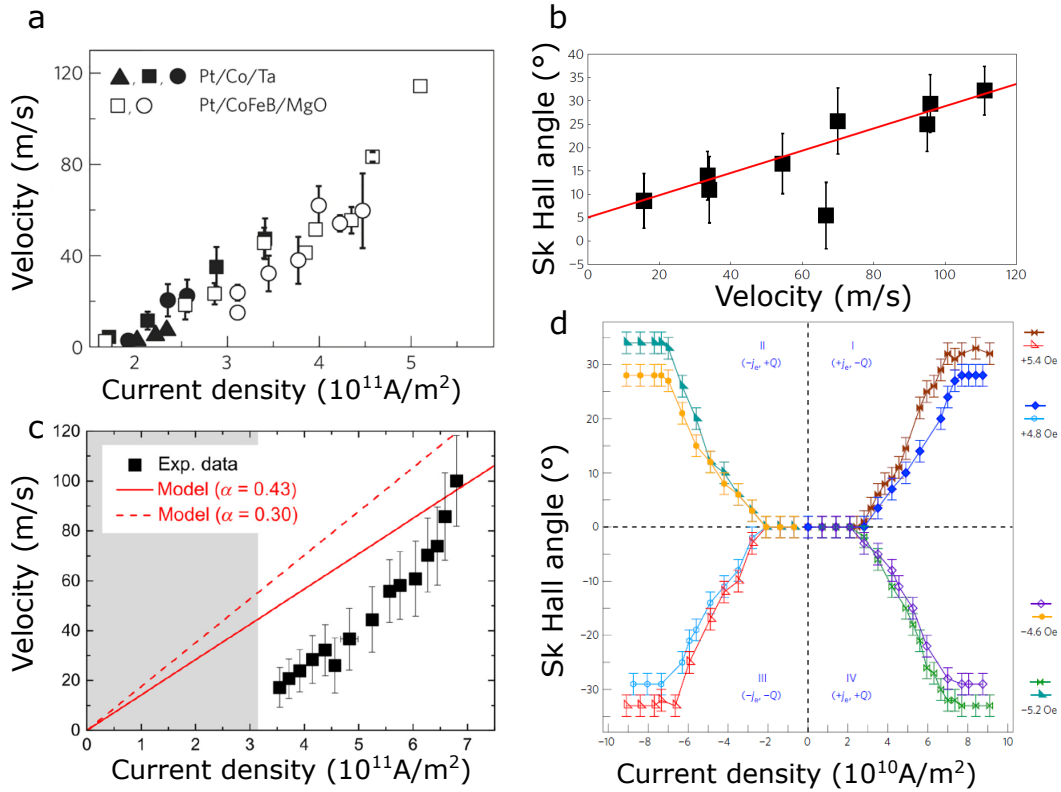 a
Velocity (m/s)
120
80
40
0
Pt/Co/Ta
Pt/CoFeB/MgO
2 3 4 5
Current density (10¹¹A/m²)
b
Sk Hall angle (°)
40
35
30
25
20
15
10
5
0
−5
0 20 40 60 80 100 120
Velocity (m/s)
c
Velocity (m/s)
120
100
80
60
40
20
0
Exp. data
Model (α = 0.43)
Model (α = 0.30)
0 1 2 3 4 5 6 7
Current density (10¹¹A/m²)
d
Sk Hall angle (°)
30
20
10
0
−10
−20
−30
II
(−jₑ, +Q)
I
(+jₑ, −Q)
III
(−jₑ, −Q)
IV
(+jₑ, +Q)
+5.4 Oe
+4.8 Oe
−4.6 Oe
−5.2 Oe
−10 −8 −6 −4 −2 0 2 4 6 8 10
Current density (10¹⁰A/m²)